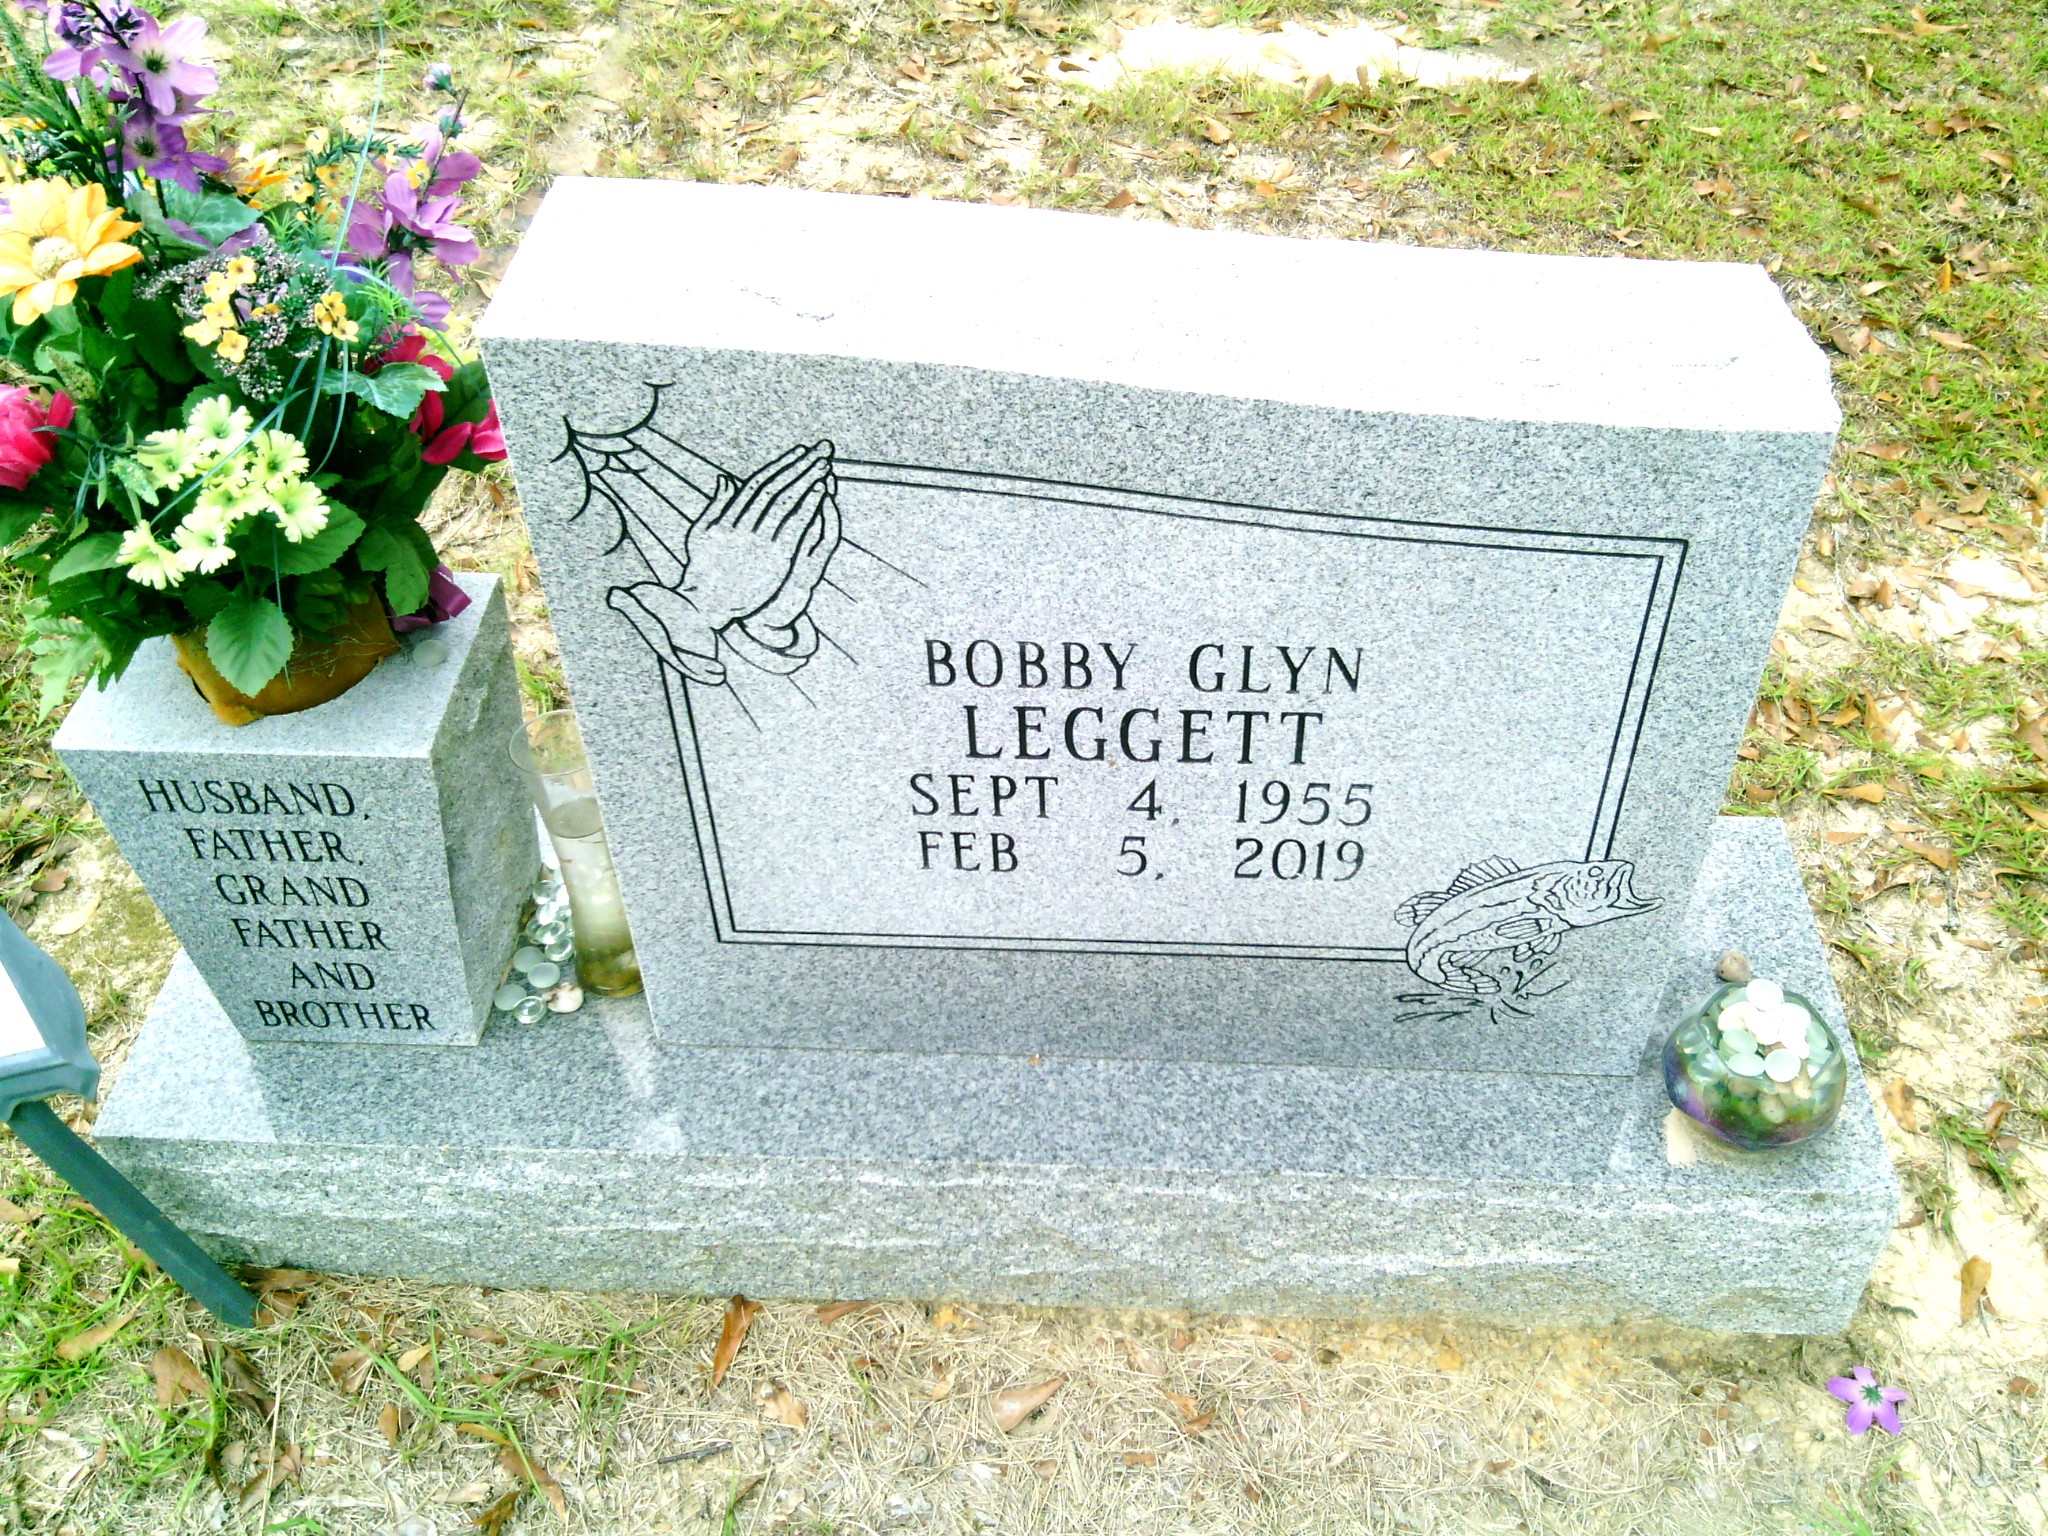 BOBBY GLYN
LEGGETT
SEPT 4, 1955
FEB 5, 2019
HUSBAND,
FATHER,
GRAND
FATHER
AND
BROTHER